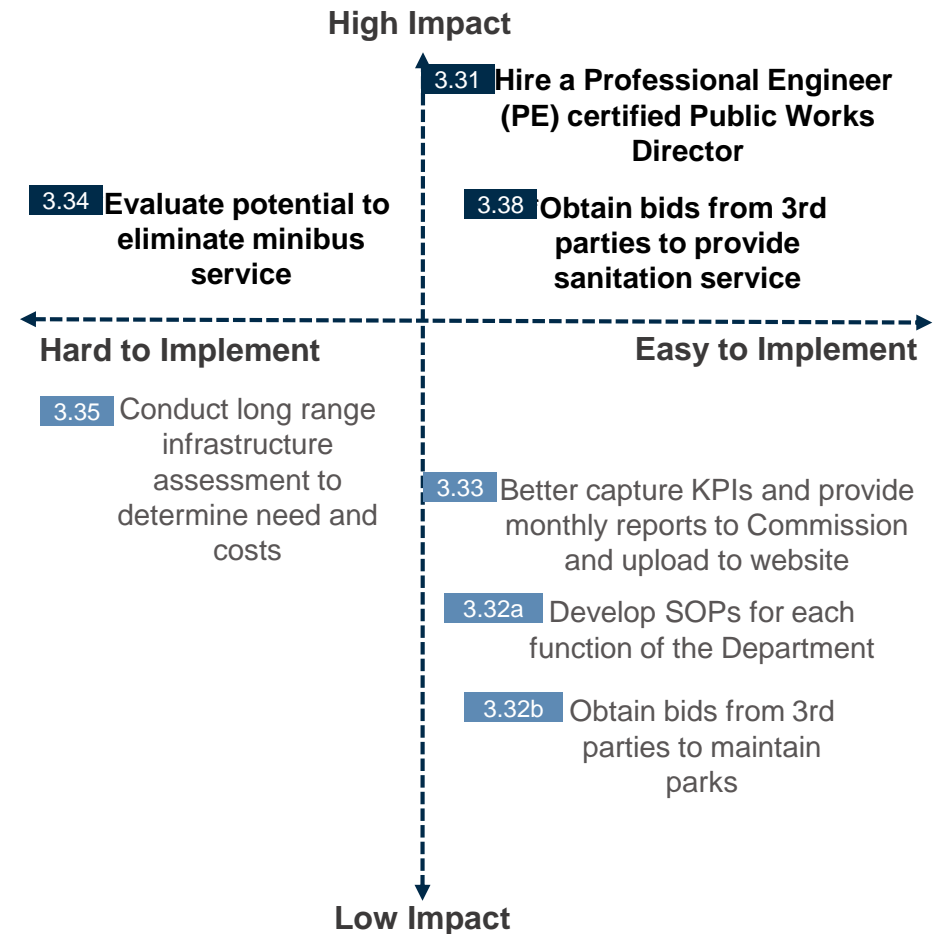 High Impact
3.31 Hire a Professional Engineer
(PE) certified Public Works
Director
3.34 Evaluate potential to
eliminate minibus
service
3.38 Obtain bids from 3rd
parties to provide
sanitation service
Hard to Implement
Easy to Implement
3.35 Conduct long range
infrastructure
assessment to
determine need and
costs
3.33 Better capture KPIs and provide
monthly reports to Commission
and upload to website
3.32a Develop SOPs for each
function of the Department
3.32b Obtain bids from 3rd
parties to maintain
parks
Low Impact